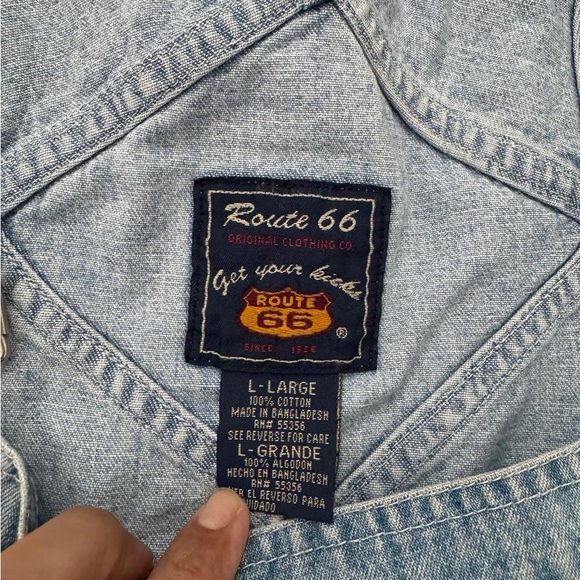 Route 66
ORIGINAL CLOTHING CO
Get your kicks
ROUTE
66
®
SINCE 1926
L-LARGE
100% COTTON
MADE IN BANGLADESH
RN# 55356
SEE REVERSE FOR CARE
L-GRANDE
100% ALGODON
HECHO EN BANGLADESH
RN# 55356
EL REVERSO PARA